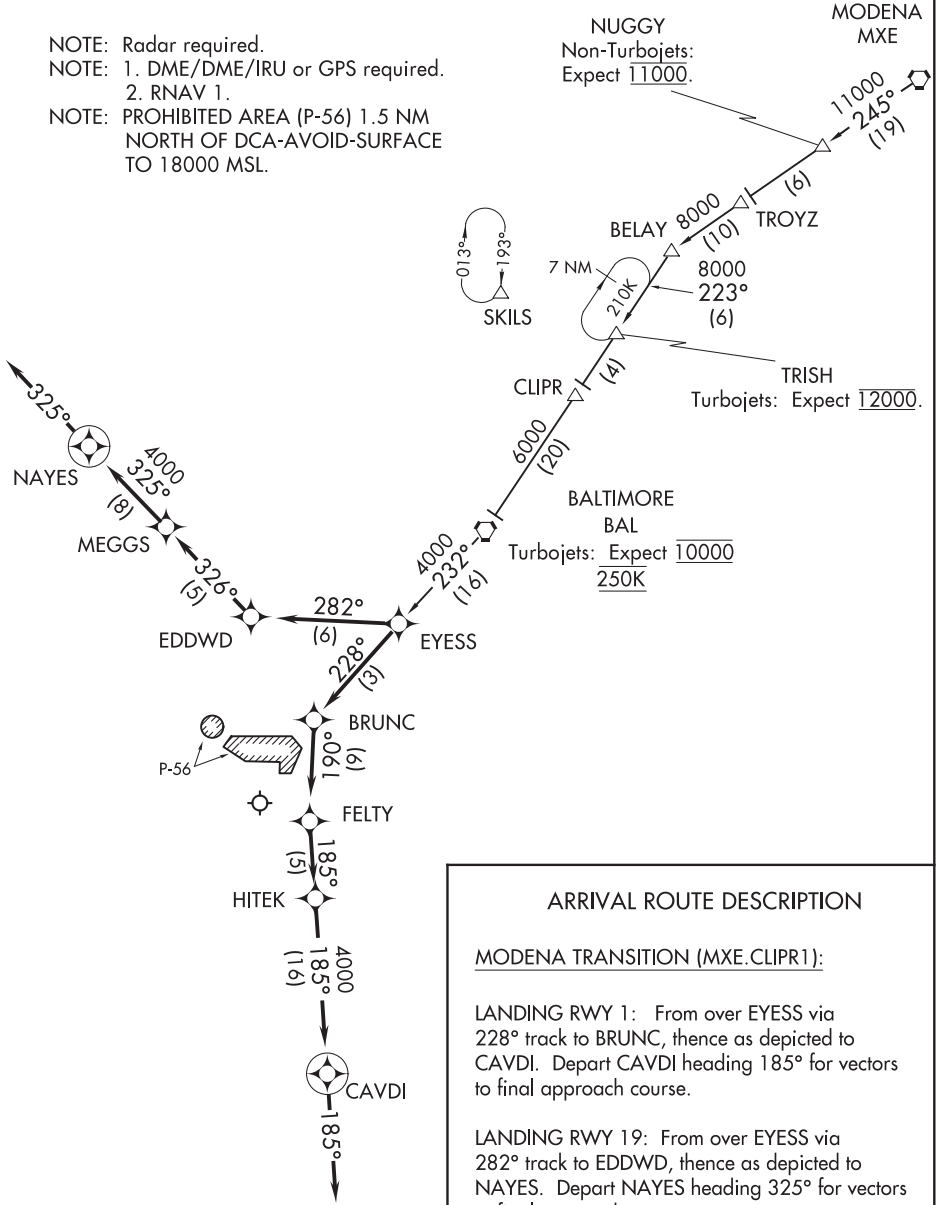 NOTE: Radar required.
NOTE: 1. DME/DME/IRU or GPS required.
2. RNAV 1.
NOTE: PROHIBITED AREA (P-56) 1.5 NM
NORTH OF DCA-AVOID-SURFACE
TO 18000 MSL.
NUGGY
Non-Turbojets:
Expect 11000.
MODENA
MXE
11000
245°
(19)
(6)
TROYZ
8000
(10)
BELAY
8000
223°
(6)
7 NM
210K
013°
193°
SKILS
TRISH
Turbojets: Expect 12000.
(4)
CLIPR
6000
(20)
BALTIMORE
BAL
Turbojets: Expect 10000
250K
4000
232°
(16)
325°
NAYES
4000
325°
(8)
MEGGS
326°
(5)
EDDWD
282°
(6)
EYESS
228°
(3)
BRUNC
P-56
190°
(6)
FELTY
185°
(5)
HITEK
4000
185°
(16)
CAVDI
185°
ARRIVAL ROUTE DESCRIPTION
MODENA TRANSITION (MXE.CLIPR1):
LANDING RWY 1: From over EYESS via
228° track to BRUNC, thence as depicted to
CAVDI. Depart CAVDI heading 185° for vectors
to final approach course.
LANDING RWY 19: From over EYESS via
282° track to EDDWD, thence as depicted to
NAYES. Depart NAYES heading 325° for vectors